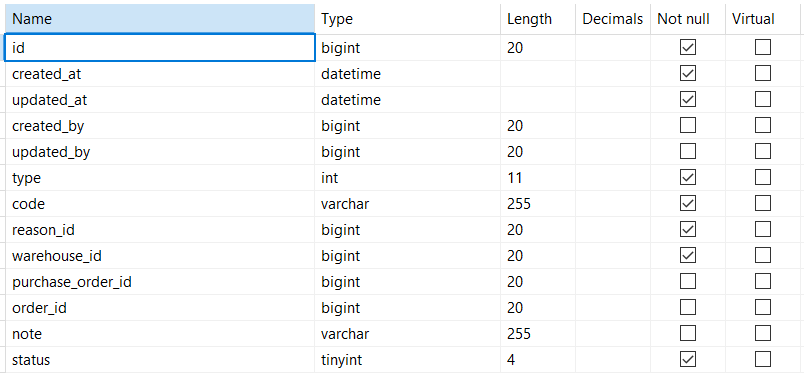 Name Type Length Decimals Not null Virtual
id bigint 20
created_at datetime
updated_at datetime
created_by bigint 20
updated_by bigint 20
type int 11
code varchar 255
reason_id bigint 20
warehouse_id bigint 20
purchase_order_id bigint 20
order_id bigint 20
note varchar 255
status tinyint 4